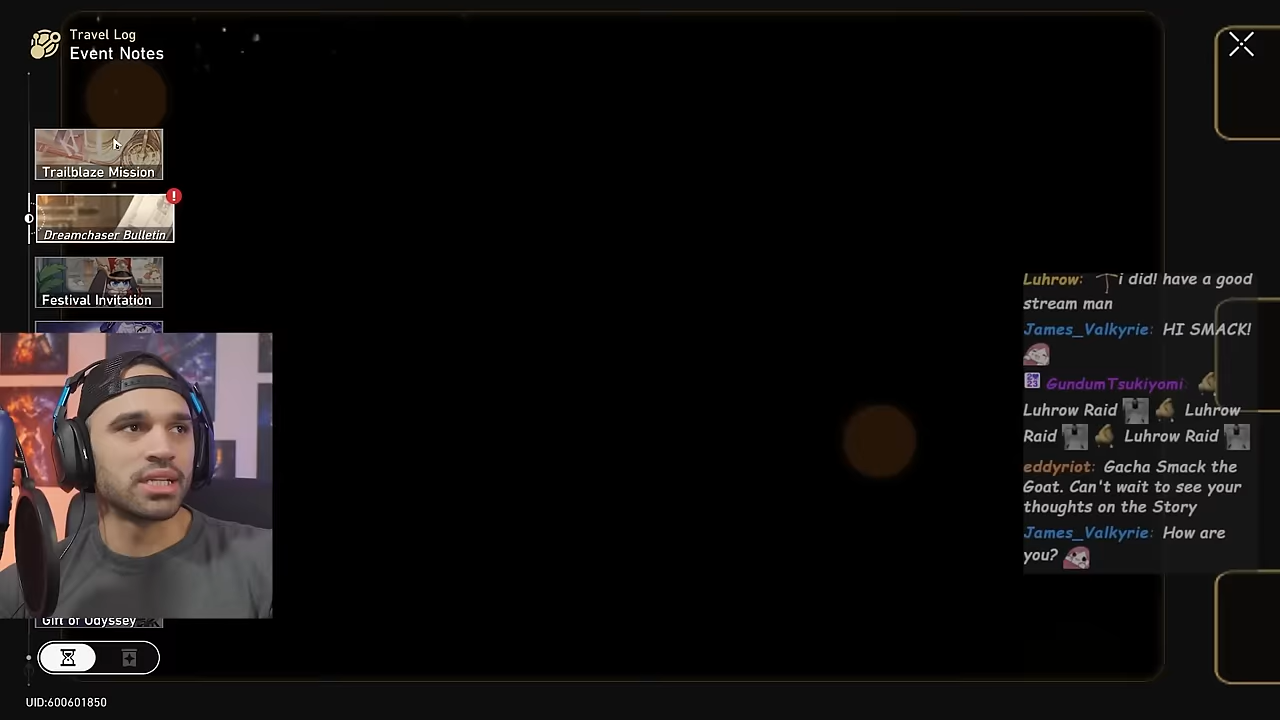 Travel Log
Event Notes
Trailblaze Mission
!
Dreamchaser Bulletin
Festival Invitation
Gift of Odyssey
UID:600601850
Luhrow: i did! have a good
stream man
James_Valkyrie: HI SMACK!
GundumTsukiyomi:
Luhrow Raid Luhrow
Raid Luhrow Raid
eddyriot: Gacha Smack the
Goat. Can't wait to see your
thoughts on the Story
James_Valkyrie: How are
you?